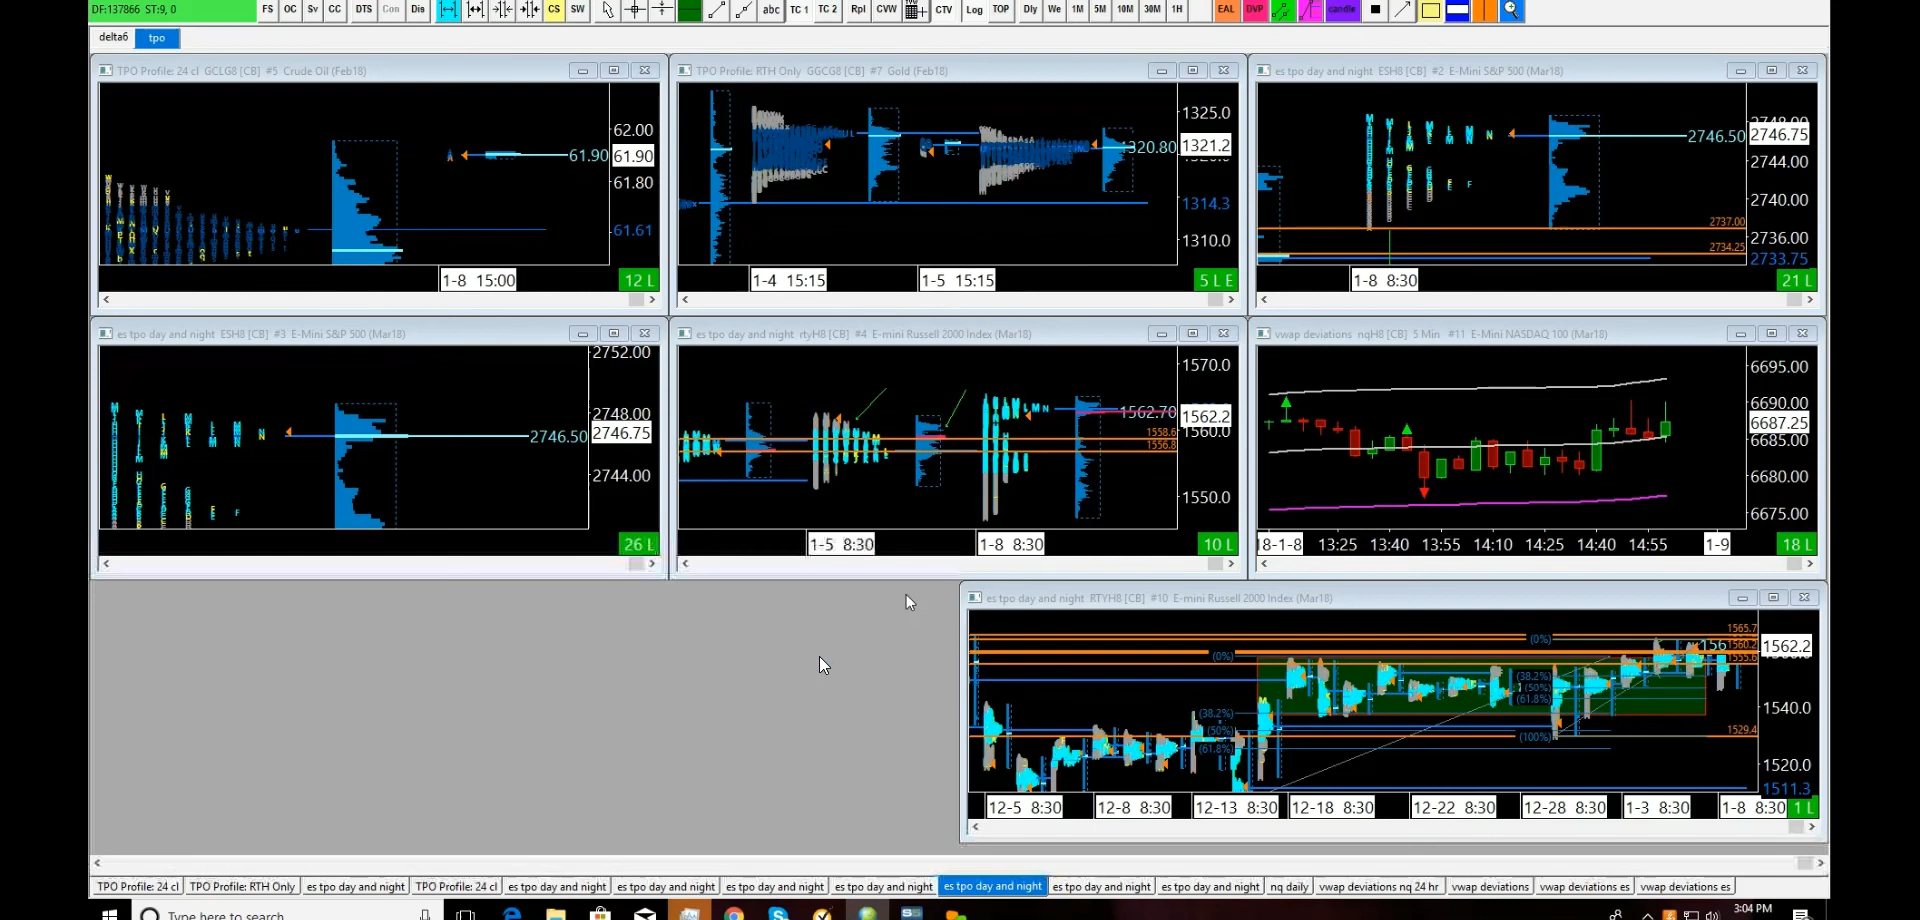 DF:137866 ST:9, 0 FS OC Sv CC DTS Con Dis CS SW abc TC 1 TC 2 Rpl CVW CTV Log TOP Dly We 1M 5M 10M 30M 1H EAL DVP candle
delta6 tpo
TPO Profile: 24 cl GCLG8 [CB] #5 Crude Oil (Feb18)
62.00
61.90 61.90
61.80
61.61
1-8 15:00 12 L
TPO Profile: RTH Only GGCG8 [CB] #7 Gold (Feb18)
1325.0
1320.80 1321.2
1314.3
1310.0
1-4 15:15 1-5 15:15 5 L E
es tpo day and night ESH8 [CB] #2 E-Mini S&P 500 (Mar18)
2748.00
2746.50 2746.75
2744.00
2740.00
2737.00
2736.00
2734.25
2733.75
1-8 8:30 21 L
es tpo day and night ESH8 [CB] #3 E-Mini S&P 500 (Mar18)
2752.00
2748.00
2746.50 2746.75
2744.00
26 L
es tpo day and night rtyH8 [CB] #4 E-mini Russell 2000 Index (Mar18)
1570.0
1562.70 1562.2
1558.6 1560.0
1556.8
1550.0
1-5 8:30 1-8 8:30 10 L
vwap deviations nqH8 [CB] 5 Min #11 E-Mini NASDAQ 100 (Mar18)
6695.00
6690.00
6687.25
6685.00
6680.00
6675.00
18-1-8 13:25 13:40 13:55 14:10 14:25 14:40 14:55 1-9 18 L
es tpo day and night RTYH8 [CB] #10 E-mini Russell 2000 Index (Mar18)
1565.7
(0%) 1560.2 1562.2
(0%) 1555.6
(38.2%)
(50%)
(61.8%)
1540.0
(38.2%)
(50%) 1529.4
(100%)
(61.8%)
1520.0
1511.3
12-5 8:30 12-8 8:30 12-13 8:30 12-18 8:30 12-22 8:30 12-28 8:30 1-3 8:30 1-8 8:30 1 L
TPO Profile: 24 cl TPO Profile: RTH Only es tpo day and night TPO Profile: 24 cl es tpo day and night es tpo day and night es tpo day and night es tpo day and night es tpo day and night es tpo day and night es tpo day and night nq daily vwap deviations nq 24 hr vwap deviations vwap deviations es vwap deviations es
Type here to search 3:04 PM